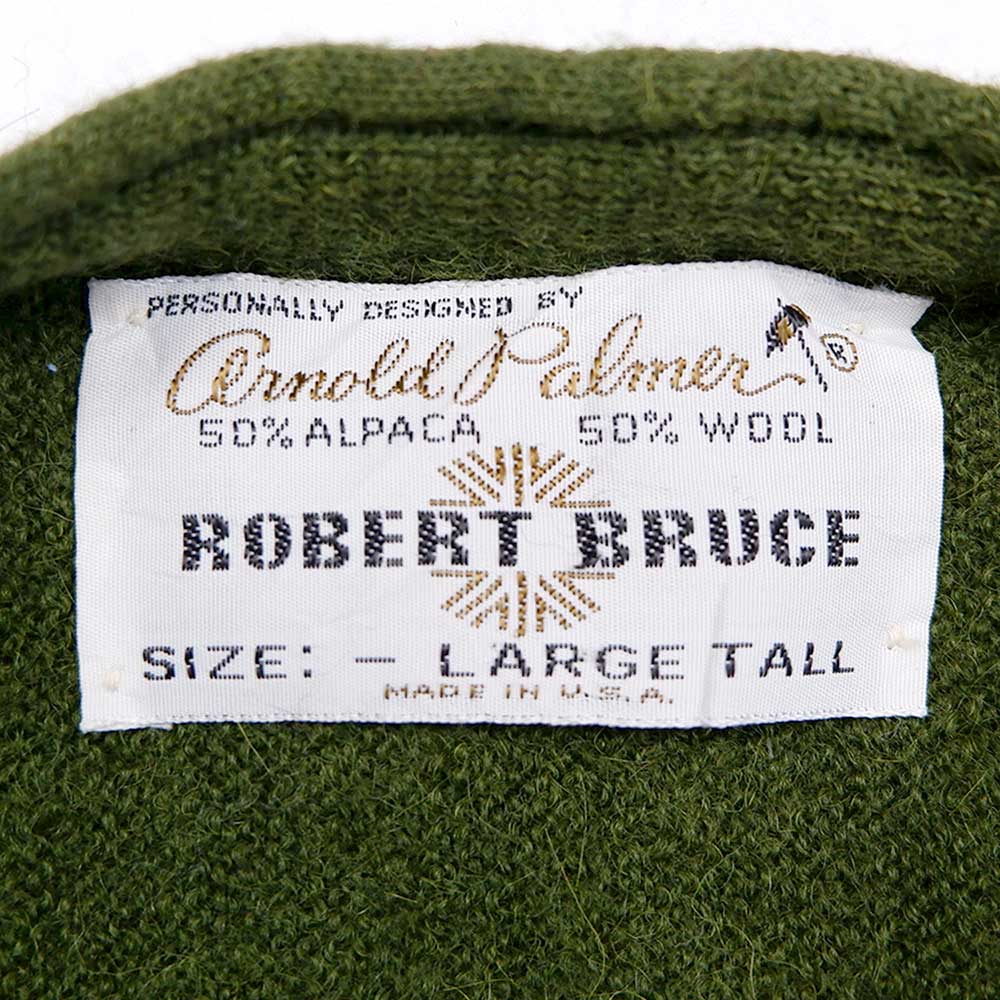 PERSONALLY DESIGNED BY
Arnold Palmer ®
50% ALPACA 50% WOOL
ROBERT BRUCE
SIZE: - LARGE TALL
MADE IN U.S.A.